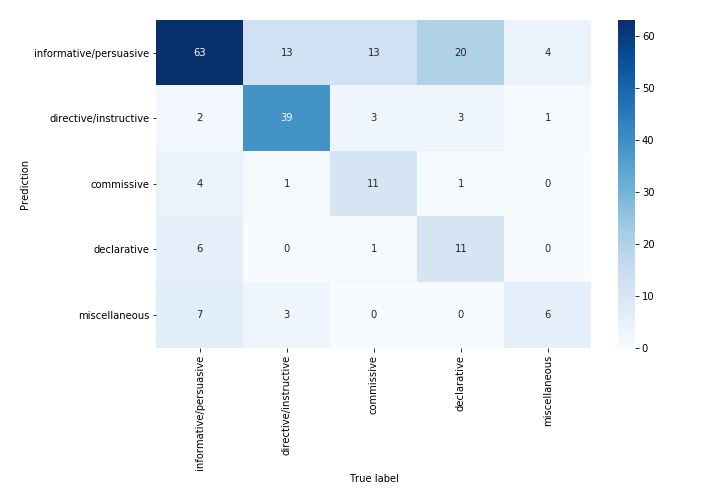 informative/persuasive 63 13 13 20 4
directive/instructive 2 39 3 3 1
commissive 4 1 11 1 0
declarative 6 0 1 11 0
miscellaneous 7 3 0 0 6
Prediction
informative/persuasive
directive/instructive
commissive
declarative
miscellaneous
True label
60
50
40
30
20
10
0